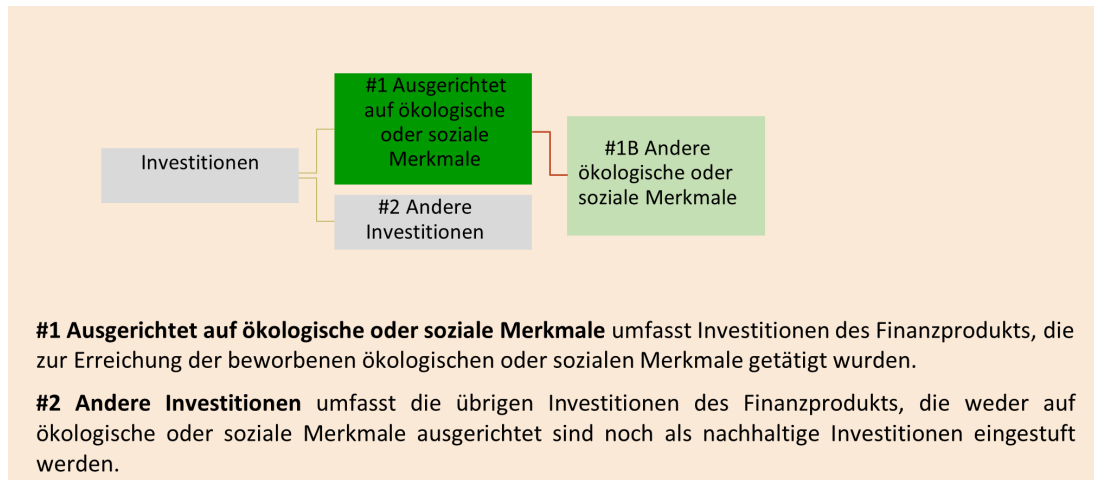 #1 Ausgerichtet
auf ökologische
oder soziale
Merkmale
Investitionen
#2 Andere
Investitionen
#1B Andere
ökologische oder
soziale Merkmale
#1 Ausgerichtet auf ökologische oder soziale Merkmale umfasst Investitionen des Finanzprodukts, die
zur Erreichung der beworbenen ökologischen oder sozialen Merkmale getätigt wurden.
#2 Andere Investitionen umfasst die übrigen Investitionen des Finanzprodukts, die weder auf
ökologische oder soziale Merkmale ausgerichtet sind noch als nachhaltige Investitionen eingestuft
werden.